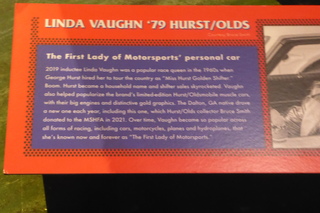 LINDA VAUGHN '79 HURST/OLDS
Courtesy Bruce Smith
The First Lady of Motorsports' personal car
2019 inductee Linda Vaughn was a popular race queen in the 1960s when
George Hurst hired her to tour the country as "Miss Hurst Golden Shifter."
Boom. Hurst became a household name and shifter sales skyrocketed. Vaughn
also helped popularize the brand's limited-edition Hurst/Oldsmobile muscle cars,
with their big engines and distinctive gold graphics. The Dalton, GA native drove
a new one each year, including this one, which Hurst/Olds collector Bruce Smith
donated to the MSHFA in 2021. Over time, Vaughn became so popular across
all forms of racing, including cars, motorcycles, planes and hydroplanes, that
she's known now and forever as "The First Lady of Motorsports."